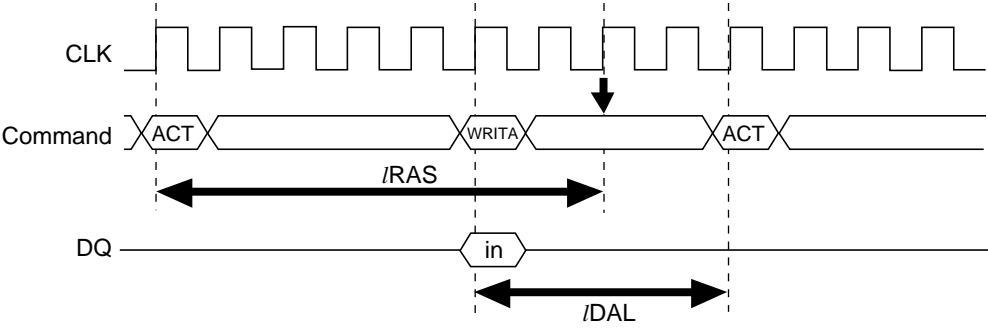 CLK
Command ACT WRITA ACT
lRAS
DQ in
lDAL